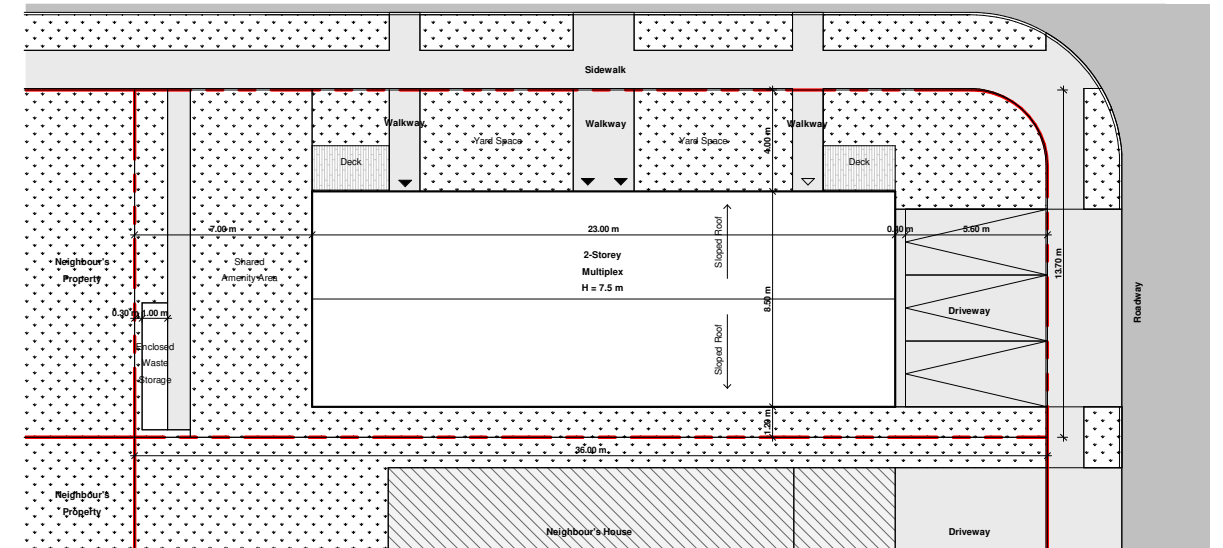 Sidewalk
Walkway
Walkway
Walkway
Yard Space
Yard Space
4.00 m
Deck
Deck
Sloped Roof
7.00 m
23.00 m
0.40 m
5.60 m
2-Storey
Multiplex
H = 7.5 m
Neighbour's
Property
Shared
Amenity Area
13.70 m
Roadway
8.50 m
0.30 m
1.00 m
Driveway
Sloped Roof
Enclosed
Waste
Storage
1.20 m
36.00 m
Neighbour's
Property
Neighbour's House
Driveway